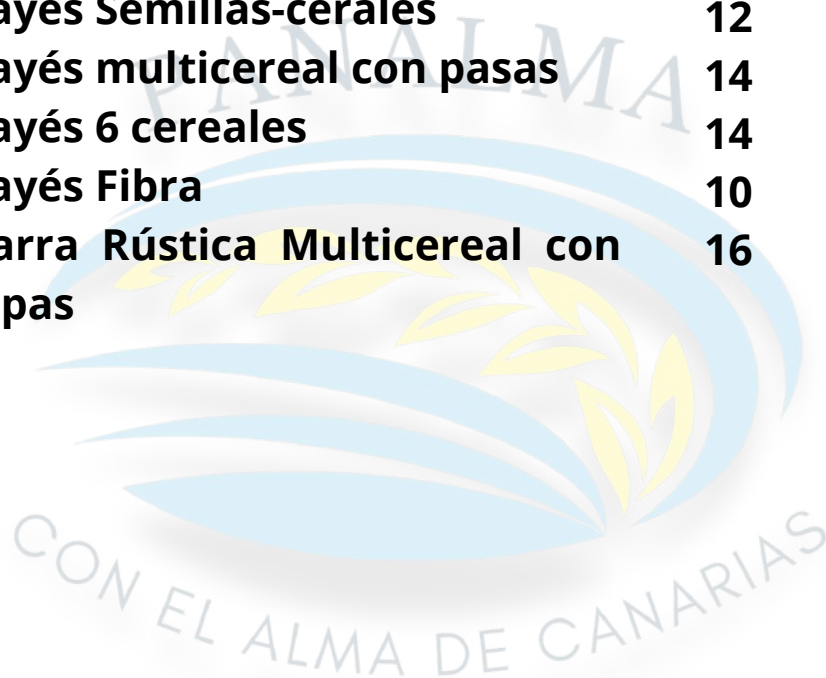 ayés Semillas-cerales 12
ayés multicereal con pasas 14
ayés 6 cereales 14
ayés Fibra 10
arra Rústica Multicereal con 16
pas
PANALMA
CON EL ALMA DE CANARIAS